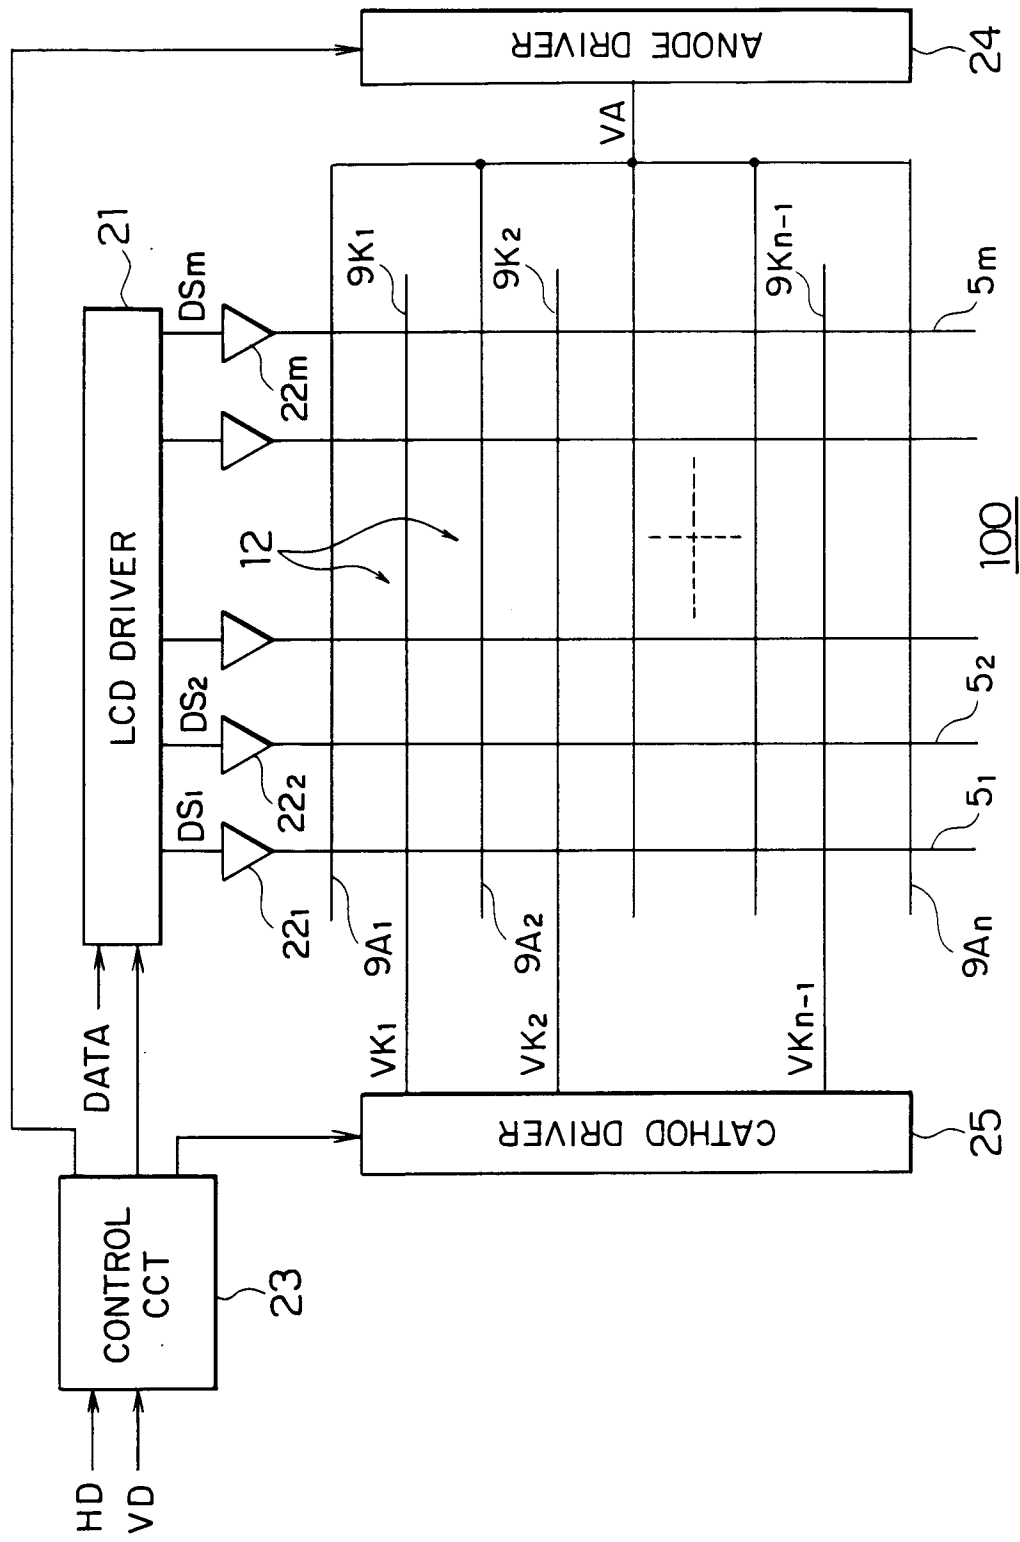 HD
VD
CONTROL
CCT
23
DATA
LCD DRIVER
21
DS1
DS2
DSm
221
222
22m
12
ANODE DRIVER
24
VA
CATHOD DRIVER
25
VK1
VK2
VKn-1
9A1
9A2
9An
9K1
9K2
9Kn-1
51
52
5m
100